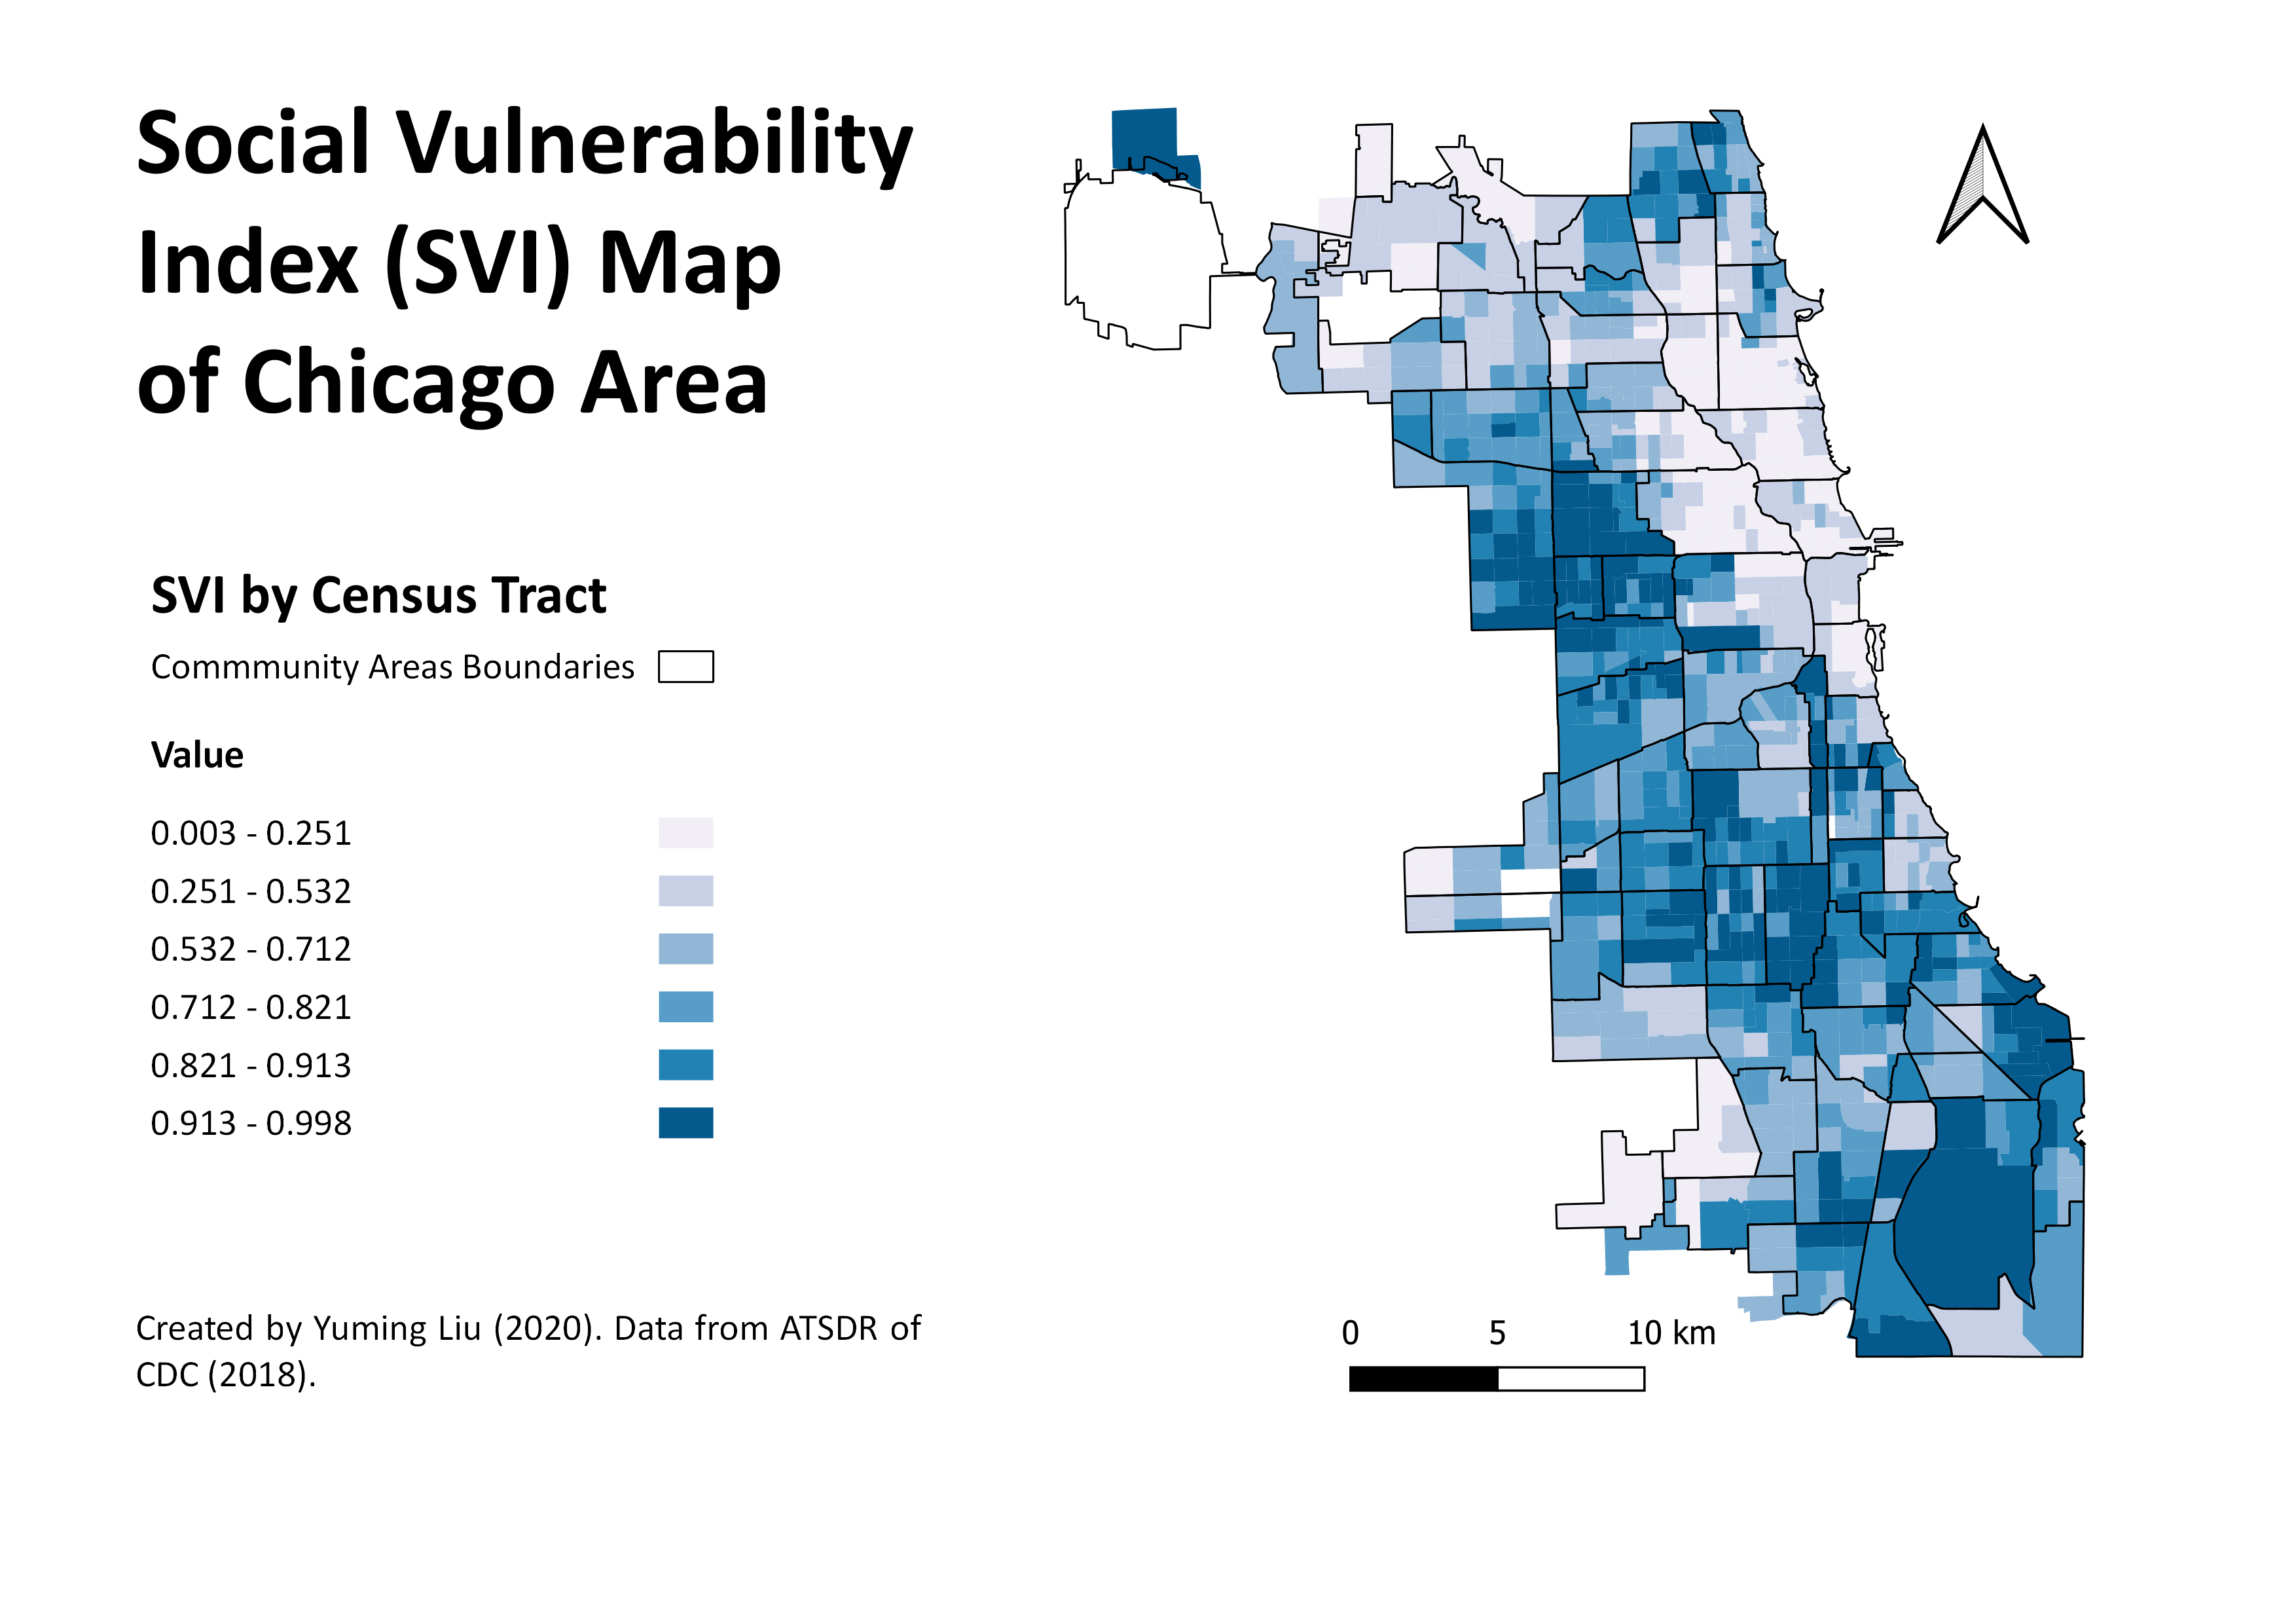 Social Vulnerability
Index (SVI) Map
of Chicago Area
SVI by Census Tract
Commmunity Areas Boundaries
Value
0.003 - 0.251
0.251 - 0.532
0.532 - 0.712
0.712 - 0.821
0.821 - 0.913
0.913 - 0.998
Created by Yuming Liu (2020). Data from ATSDR of
CDC (2018).
0 5 10 km